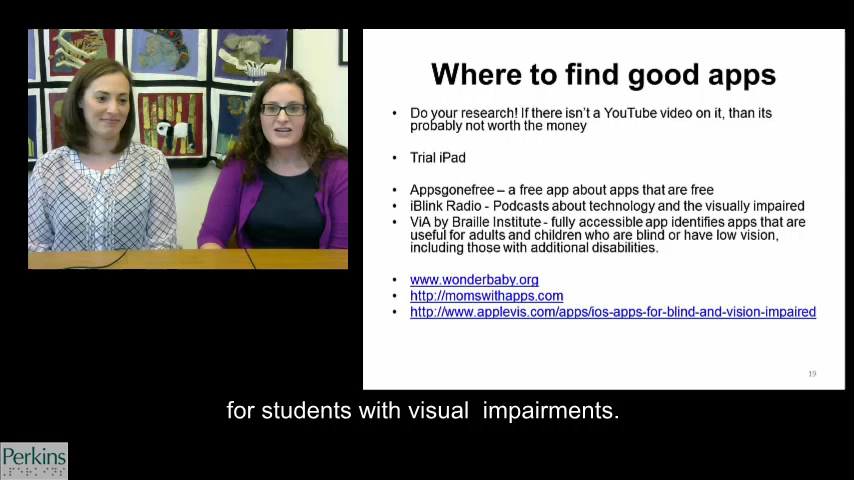 Where to find good apps
• Do your research! If there isn't a YouTube video on it, than its
probably not worth the money
• Trial iPad
• Appsgonefree – a free app about apps that are free
• iBlink Radio - Podcasts about technology and the visually impaired
• ViA by Braille Institute - fully accessible app identifies apps that are
useful for adults and children who are blind or have low vision,
including those with additional disabilities.
• www.wonderbaby.org
• http://momswithapps.com
• http://www.applevis.com/apps/ios-apps-for-blind-and-vision-impaired
19
for students with visual impairments.
Perkins